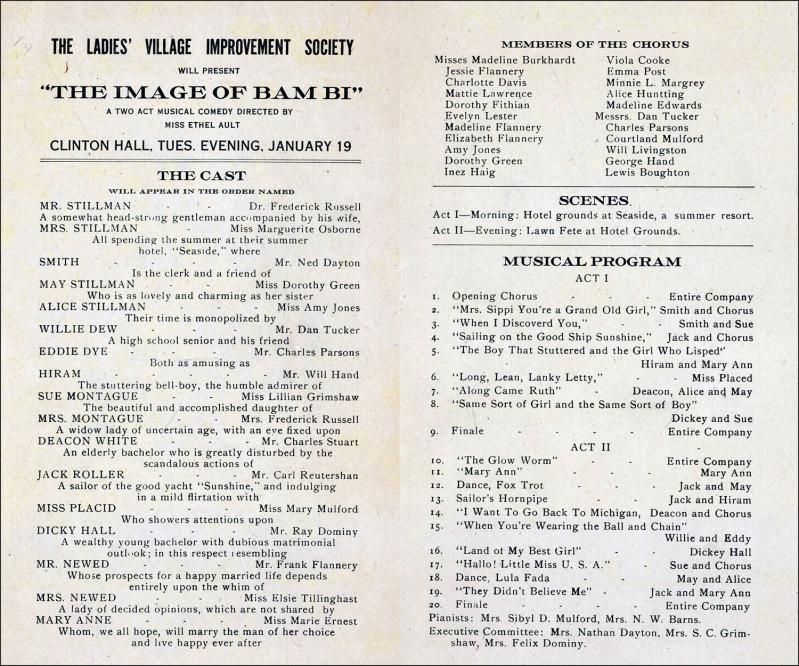 THE LADIES' VILLAGE IMPROVEMENT SOCIETY
WILL PRESENT
"THE IMAGE OF BAM BI"
A TWO ACT MUSICAL COMEDY DIRECTED BY
MISS ETHEL AULT
CLINTON HALL, TUES. EVENING, JANUARY 19
THE CAST
WILL APPEAR IN THE ORDER NAMED
MR. STILLMAN - - Dr. Frederick Russell
A somewhat head-strong gentleman accompanied by his wife,
MRS. STILLMAN - Miss Marguerite Osborne
All spending the summer at their summer
hotel, "Seaside," where
SMITH - - - - Mr. Ned Dayton
Is the clerk and a friend of
MAY STILLMAN - - Miss Dorothy Green
Who is as lovely and charming as her sister
ALICE STILLMAN - - Miss Amy Jones
Their time is monopolized by
WILLIE DEW - - - Mr. Dan Tucker
A high school senior and his friend
EDDIE DYE - - - Mr. Charles Parsons
Both as amusing as
HIRAM - - - - Mr. Will Hand
The stuttering bell-boy, the humble admirer of
SUE MONTAGUE - Miss Lillian Grimshaw
The beautiful and accomplished daughter of
MRS. MONTAGUE - Mrs. Frederick Russell
A widow lady of uncertain age, with an eye fixed upon
DEACON WHITE - - - Mr. Charles Stuart
An elderly bachelor who is greatly disturbed by the
scandalous actions of
JACK ROLLER - - Mr. Carl Reutershan
A sailor of the good yacht "Sunshine," and indulging
in a mild flirtation with
MISS PLACID - - Miss Mary Mulford
Who showers attentions upon
DICKY HALL - - - Mr. Ray Dominy
A wealthy young bachelor with dubious matrimonial
outlook; in this respect resembling
MR. NEWED - - - Mr. Frank Flannery
Whose prospects for a happy married life depends
entirely upon the whim of
MRS. NEWED - - Miss Elsie Tillinghast
A lady of decided opinions, which are not shared by
MARY ANNE - - - Miss Marie Ernest
Whom, we all hope, will marry the man of her choice
and live happy ever after
MEMBERS OF THE CHORUS
Misses Madeline Burkhardt Viola Cooke
Jessie Flannery Emma Post
Charlotte Davis Minnie L. Margrey
Mattie Lawrence Alice Huntting
Dorothy Fithian Madeline Edwards
Evelyn Lester Messrs. Dan Tucker
Madeline Flannery Charles Parsons
Elizabeth Flannery Courtland Mulford
Amy Jones Will Livingston
Dorothy Green George Hand
Inez Haig Lewis Boughton
SCENES.
Act I—Morning: Hotel grounds at Seaside, a summer resort.
Act II—Evening: Lawn Fete at Hotel Grounds.
MUSICAL PROGRAM
ACT I
1. Opening Chorus - - - Entire Company
2. "Mrs. Sippi You're a Grand Old Girl," Smith and Chorus
3. "When I Discoverd You," - - Smith and Sue
4. "Sailing on the Good Ship Sunshine," Jack and Chorus
5. "The Boy That Stuttered and the Girl Who Lisped"
Hiram and Mary Ann
6. "Long, Lean, Lanky Letty," - - Miss Placed
7. "Along Came Ruth" - Deacon, Alice and May
8. "Same Sort of Girl and the Same Sort of Boy"
Dickey and Sue
9. Finale - - - - Entire Company
ACT II
10. "The Glow Worm" - - Entire Company
11. "Mary Ann" - - - - Mary Ann
12. Dance, Fox Trot - - - Jack and May
13. Sailor's Hornpipe - - - Jack and Hiram
14. "I Want To Go Back To Michigan, Deacon and Chorus
15. "When You're Wearing the Ball and Chain"
Willie and Eddy
16. "Land of My Best Girl" - - Dickey Hall
17. "Hallo! Little Miss U. S. A." - Sue and Chorus
18. Dance, Lula Fada - - May and Alice
19. "They Didn't Believe Me" - Jack and Mary Ann
20. Finale - - - - Entire Company
Pianists: Mrs. Sibyl D. Mulford, Mrs. N. W. Barns.
Executive Committee: Mrs. Nathan Dayton, Mrs. S. C. Grim-
shaw, Mrs. Felix Dominy.